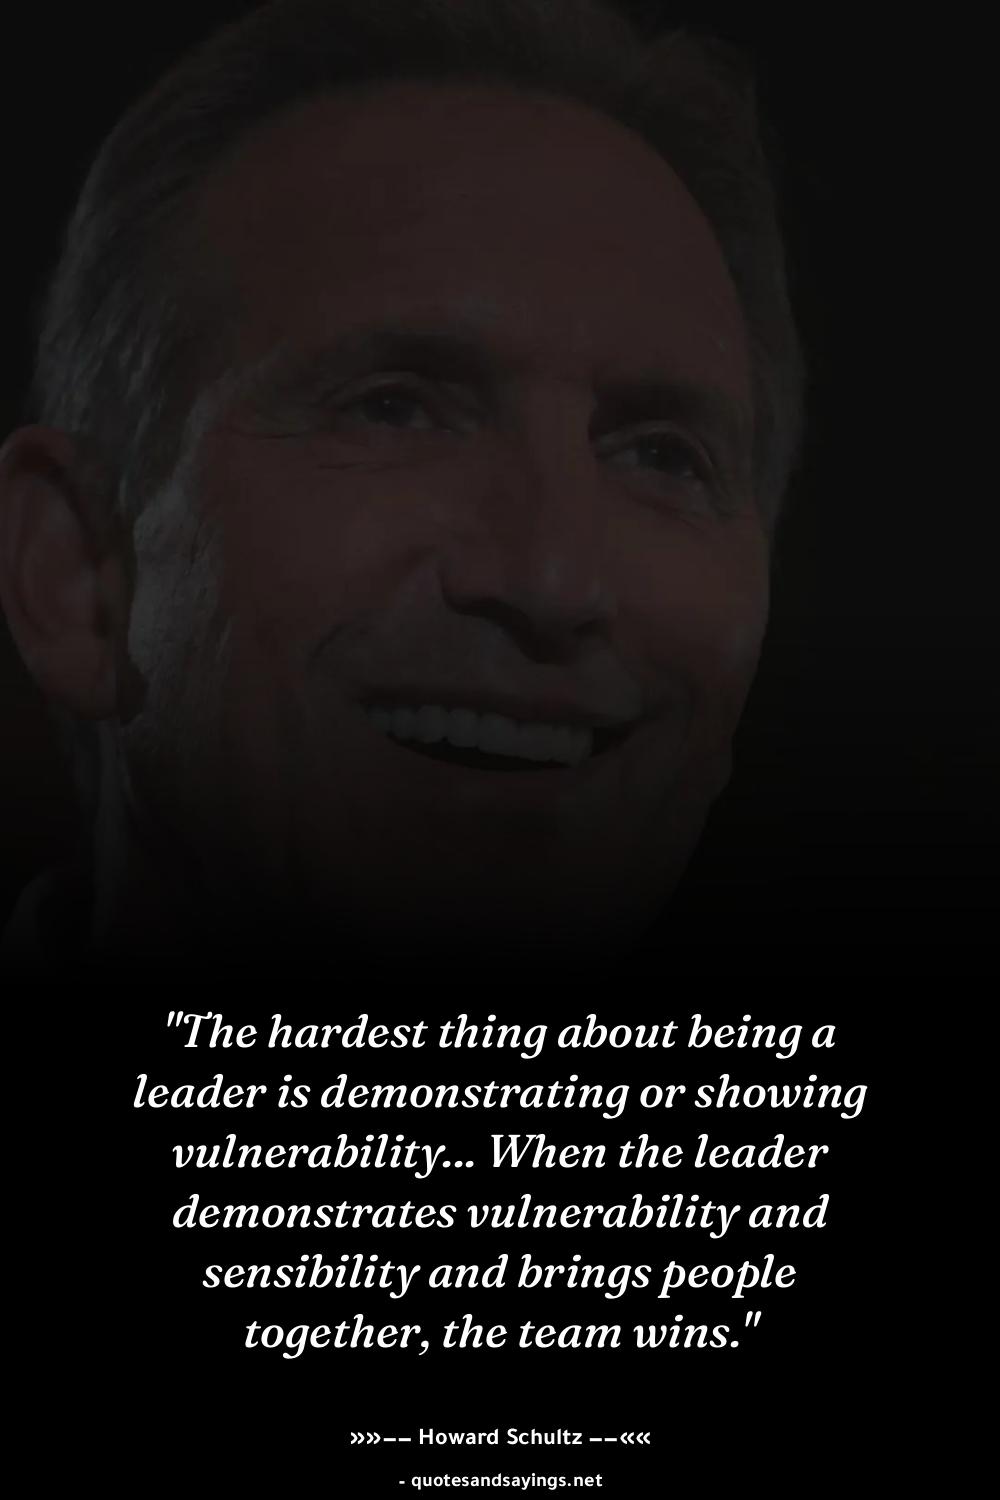 "The hardest thing about being a
leader is demonstrating or showing
vulnerability... When the leader
demonstrates vulnerability and
sensibility and brings people
together, the team wins."
»»−− Howard Schultz −−««
- quotesandsayings.net